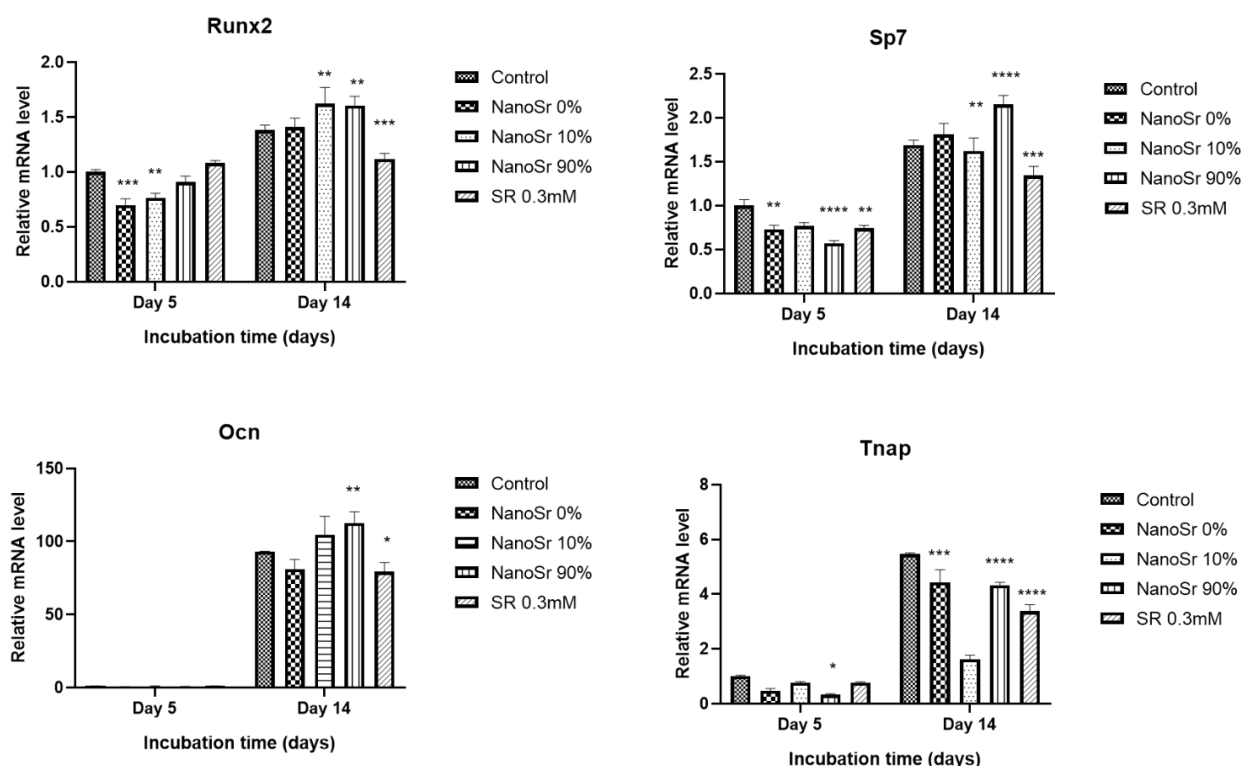 Runx2
Relative mRNA level
2.0
1.5
1.0
0.5
0.0
***
**
**
**
***
Day 5
Day 14
Incubation time (days)
Control
NanoSr 0%
NanoSr 10%
NanoSr 90%
SR 0.3mM
Sp7
Relative mRNA level
2.5
2.0
1.5
1.0
0.5
0.0
**
****
**
**
****
***
Day 5
Day 14
Incubation time (days)
Control
NanoSr 0%
NanoSr 10%
NanoSr 90%
SR 0.3mM
Ocn
Relative mRNA level
150
100
50
0
**
*
Day 5
Day 14
Incubation time (days)
Control
NanoSr 0%
NanoSr 10%
NanoSr 90%
SR 0.3mM
Tnap
Relative mRNA level
8
6
4
2
0
*
***
****
****
Day 5
Day 14
Incubation time (days)
Control
NanoSr 0%
NanoSr 10%
NanoSr 90%
SR 0.3mM